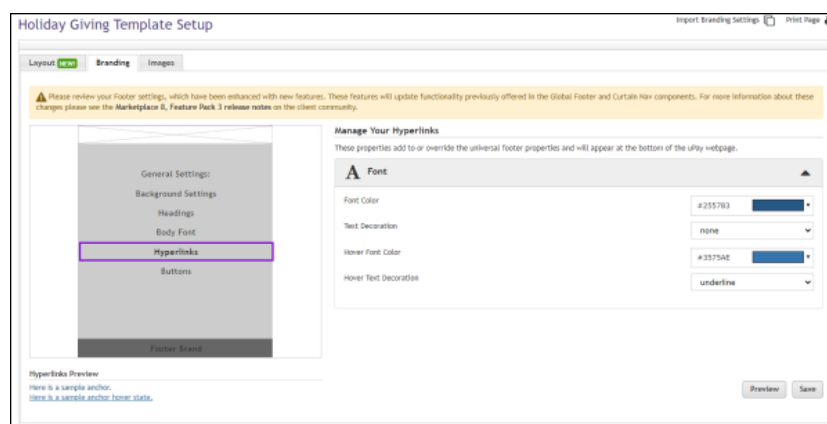 Holiday Giving Template Setup
Import Branding Settings Print Page
Layout NEW! Branding Images
Please review your Footer settings, which have been enhanced with new features. These features will update functionality previously offered in the Global Footer and Curtain Nav components. For more information about these
changes please see the Marketplace 8, Feature Pack 3 release notes on the client community.
Manage Your Hyperlinks
These properties add to or override the universal footer properties and will appear at the bottom of the uPay webpage.
General Settings:
Background Settings
Headings
Body Font
Hyperlinks
Buttons
Footer Brand
A Font
Font Color
#255783
Text Decoration
none
Hover Font Color
#3575AE
Hover Text Decoration
underline
Hyperlinks Preview
Here is a sample anchor.
Here is a sample anchor hover state.
Preview Save